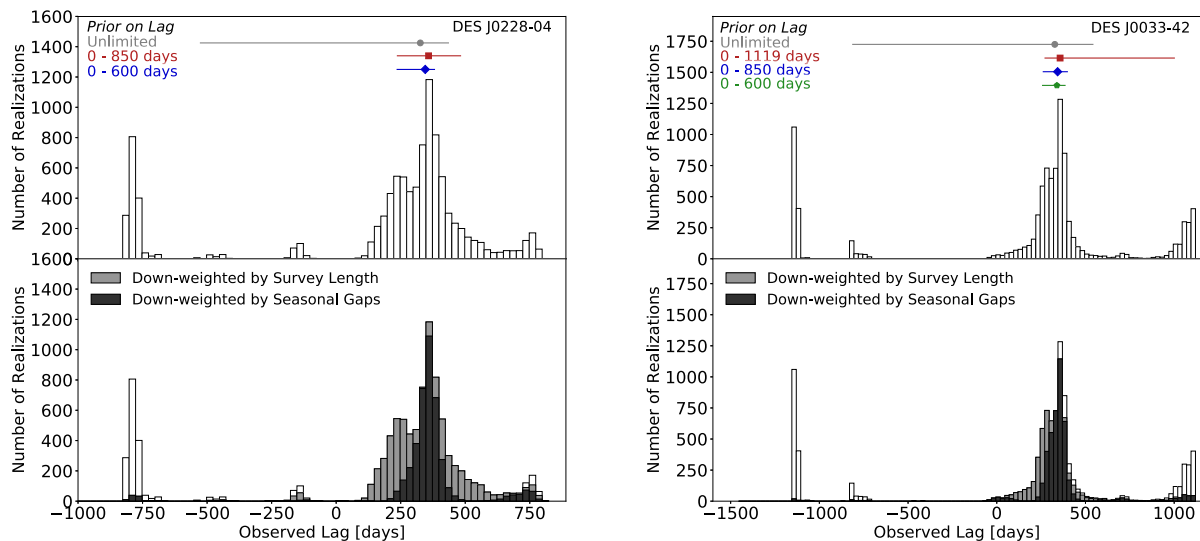 Prior on Lag
Unlimited
0 - 850 days
0 - 600 days
DES J0228-04
Number of Realizations
1600
1400
1200
1000
800
600
400
200
0
Down-weighted by Survey Length
Down-weighted by Seasonal Gaps
Number of Realizations
1600
1400
1200
1000
800
600
400
200
0
−1000
−750
−500
−250
0
250
500
750
Observed Lag [days]
Prior on Lag
Unlimited
0 - 1119 days
0 - 850 days
0 - 600 days
DES J0033-42
Number of Realizations
1750
1500
1250
1000
750
500
250
0
Down-weighted by Survey Length
Down-weighted by Seasonal Gaps
Number of Realizations
1750
1500
1250
1000
750
500
250
0
−1500
−1000
−500
0
500
1000
Observed Lag [days]